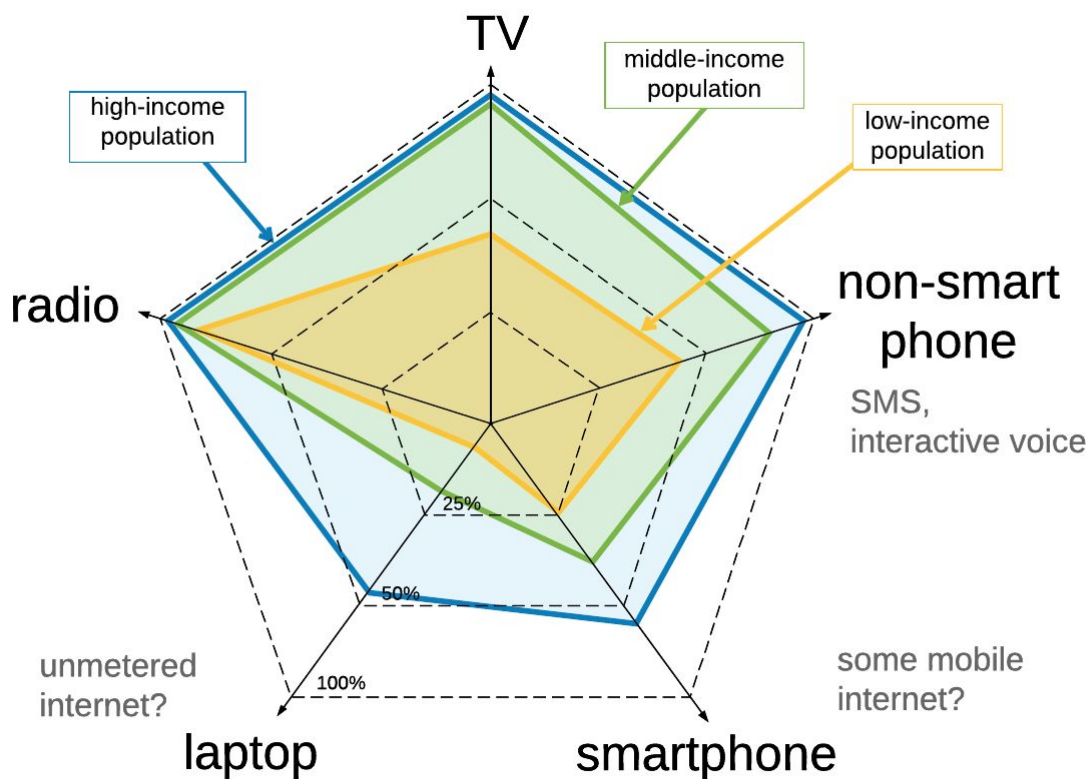 TV
middle-income
population
high-income
population
low-income
population
radio
non-smart
phone
SMS,
interactive voice
25%
50%
100%
unmetered
internet?
some mobile
internet?
laptop
smartphone